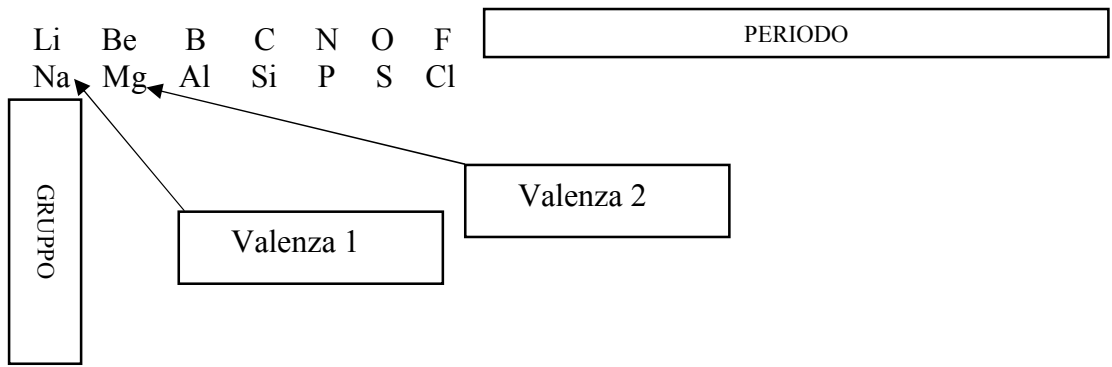 Li Be B C N O F PERIODO
Na Mg Al Si P S Cl
GRUPPO
Valenza 2
Valenza 1